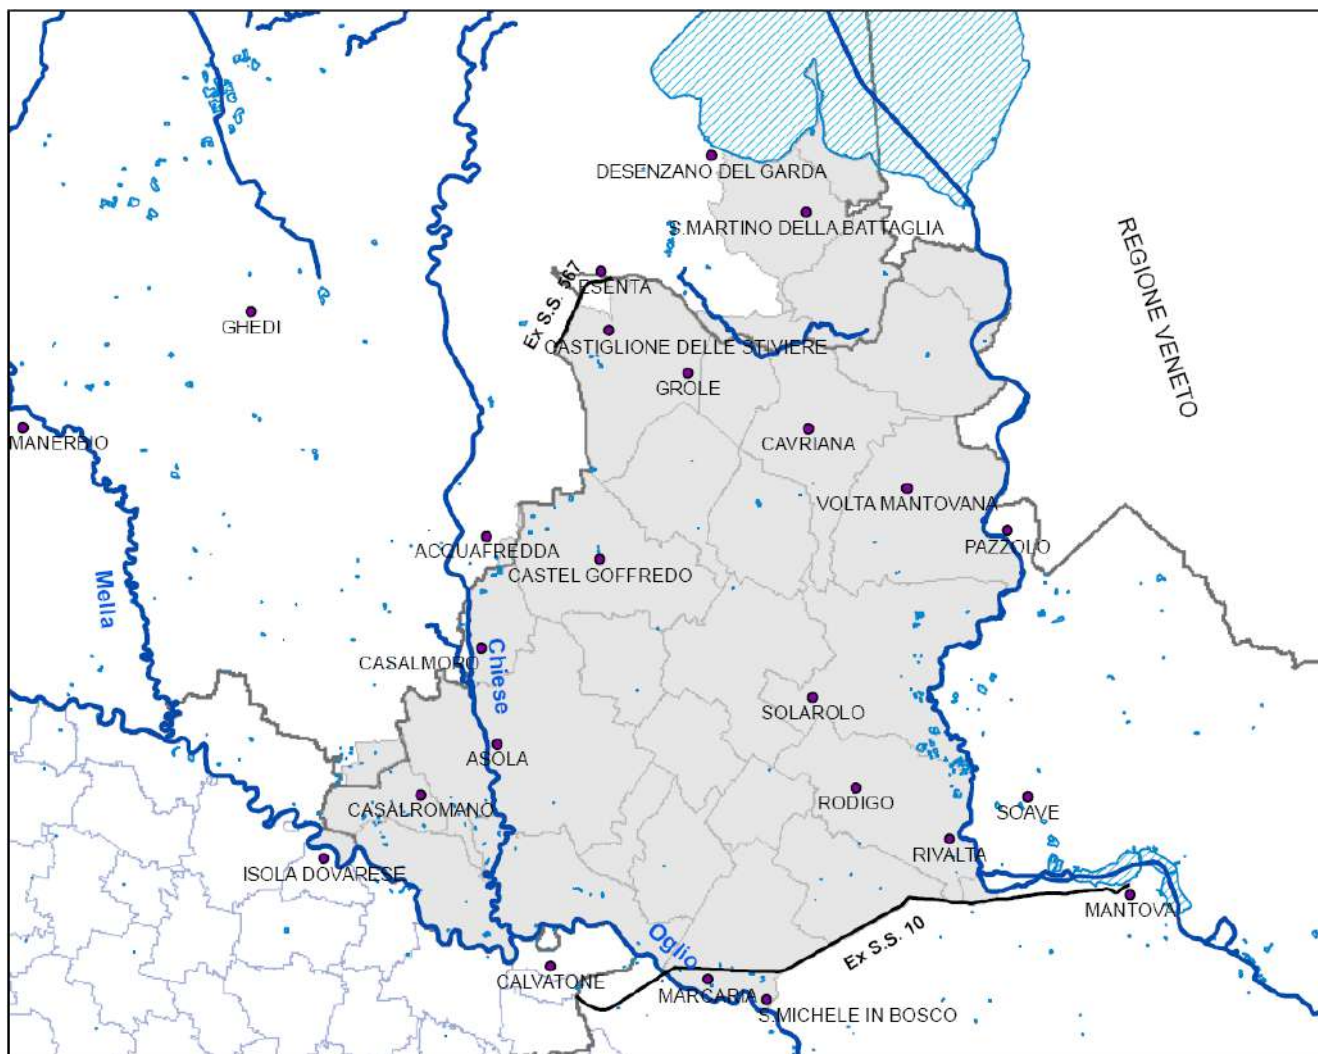 DESENZANO DEL GARDA
S.MARTINO DELLA BATTAGLIA
REGIONE VENETO
ESENTA
Ex S.S. 567
GHEDI
CASTIGLIONE DELLE STIVIERE
GROLE
MANERBIO
CAVRIANA
VOLTA MANTOVANA
PAZZOLO
ACQUAFREDDA
CASTEL GOFFREDO
Mella
CASALMORO
Chiese
SOLAROLO
ASOLA
CASALROMANO
RODIGO
SOAVE
RIVALTA
ISOLA DOVARESE
MANTOVA
Oglio
Ex S.S. 10
CALVATONE
MARCARIA
S.MICHELE IN BOSCO